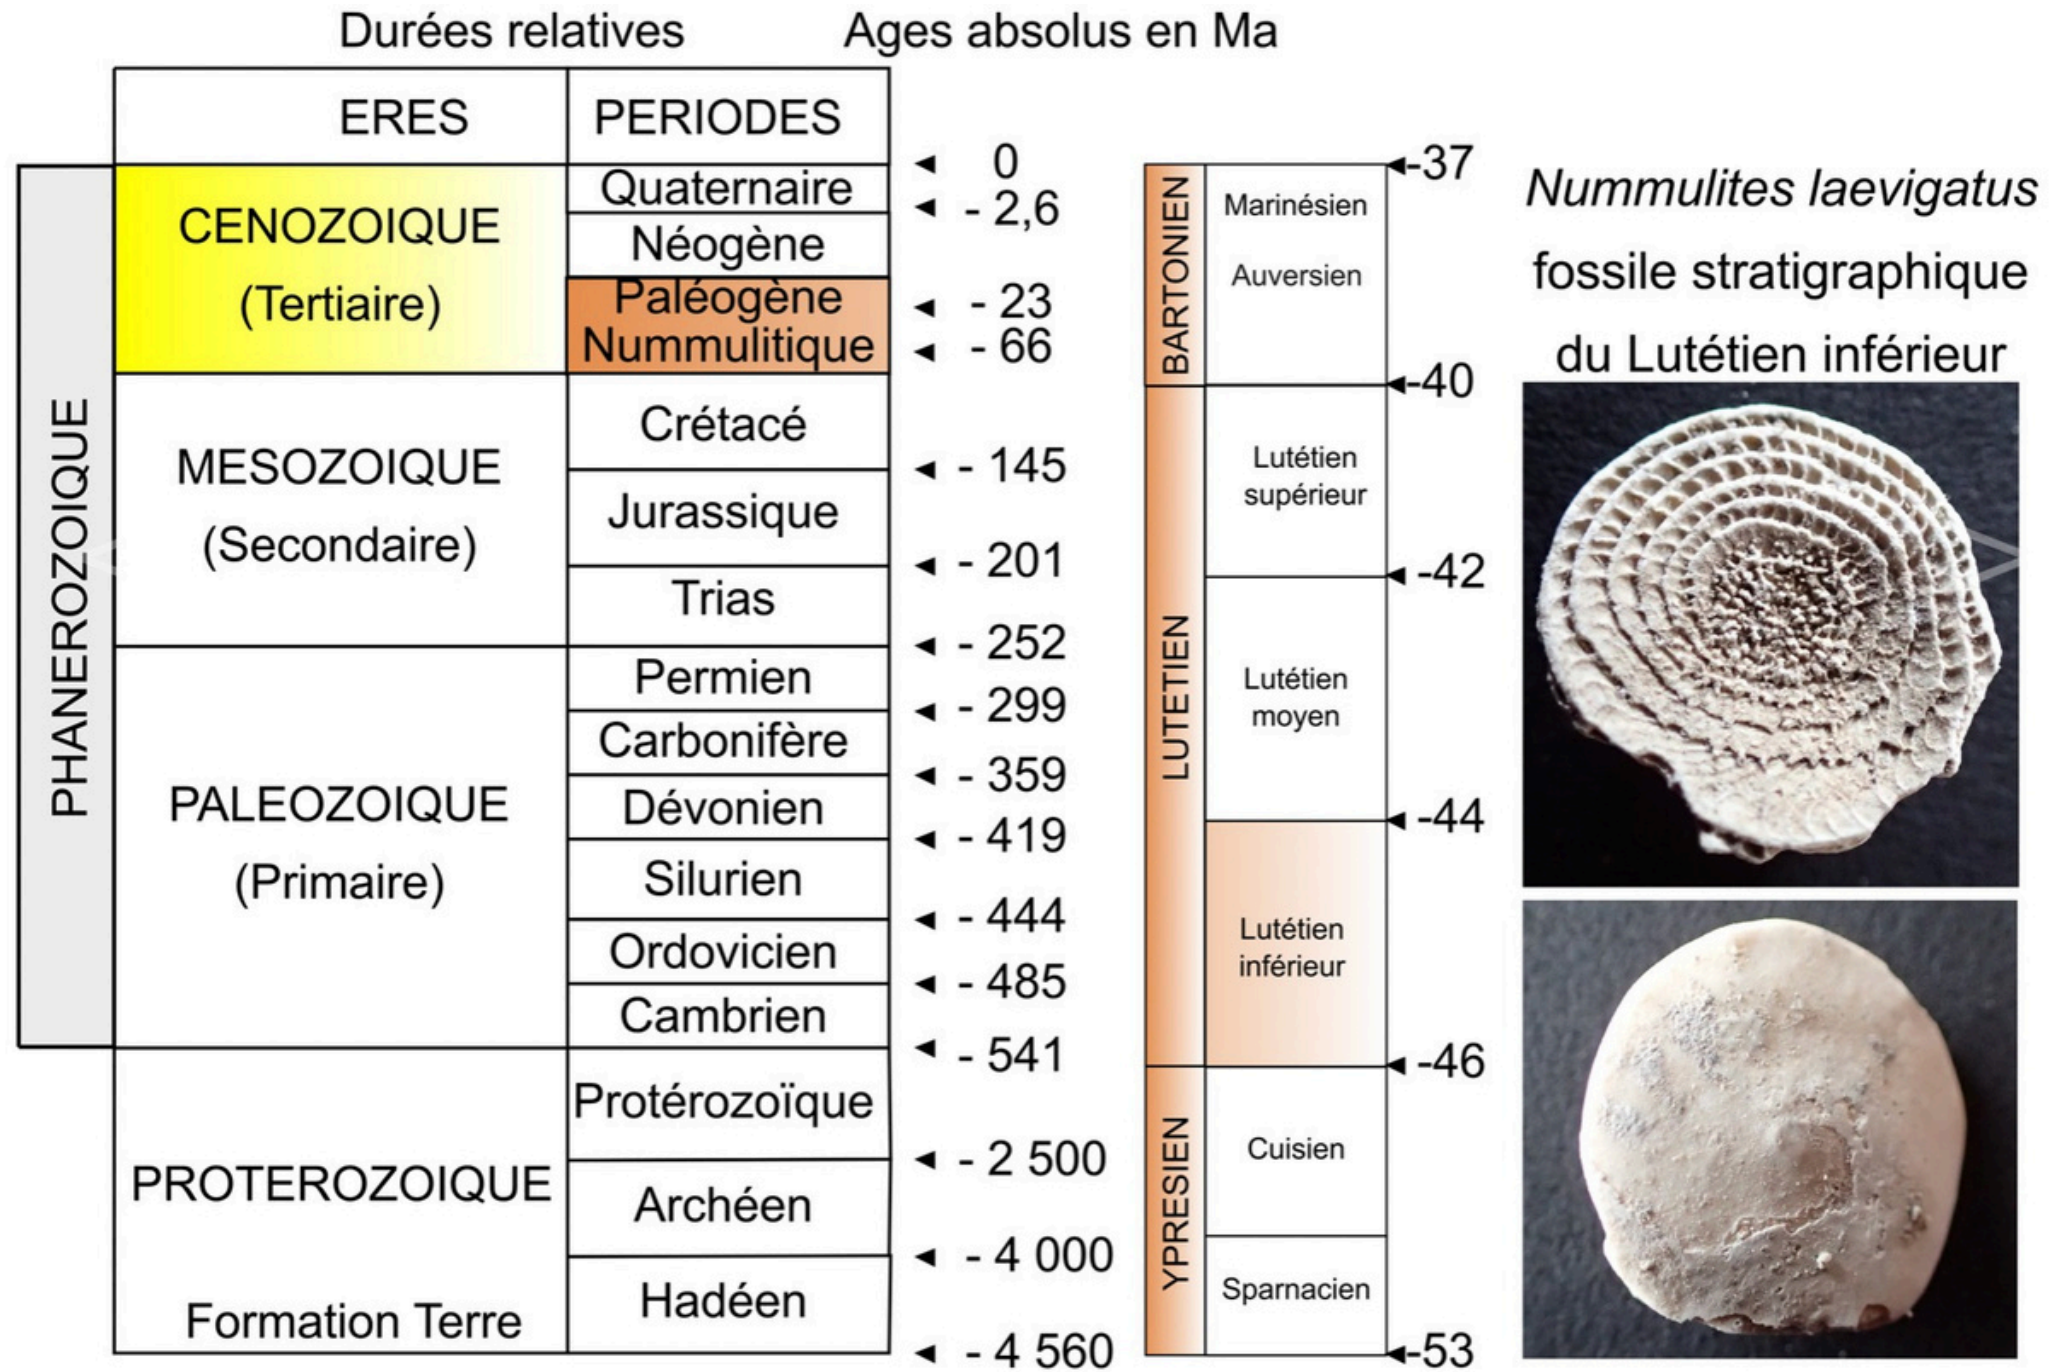 Durées relatives
Ages absolus en Ma
ERES
PERIODES
PHANEROZOIQUE
CENOZOIQUE
(Tertiaire)
Quaternaire
Néogène
Paléogène
Nummulitique
MESOZOIQUE
(Secondaire)
Crétacé
Jurassique
Trias
PALEOZOIQUE
(Primaire)
Permien
Carbonifère
Dévonien
Silurien
Ordovicien
Cambrien
PROTEROZOIQUE
Formation Terre
Protérozoïque
Archéen
Hadéen
0
- 2,6
- 23
- 66
- 145
- 201
- 252
- 299
- 359
- 419
- 444
- 485
- 541
- 2 500
- 4 000
- 4 560
BARTONIEN
Marinésien
Auversien
LUTETIEN
Lutétien
supérieur
Lutétien
moyen
Lutétien
inférieur
YPRESIEN
Cuisien
Sparnacien
-37
-40
-42
-44
-46
-53
Nummulites laevigatus
fossile stratigraphique
du Lutétien inférieur